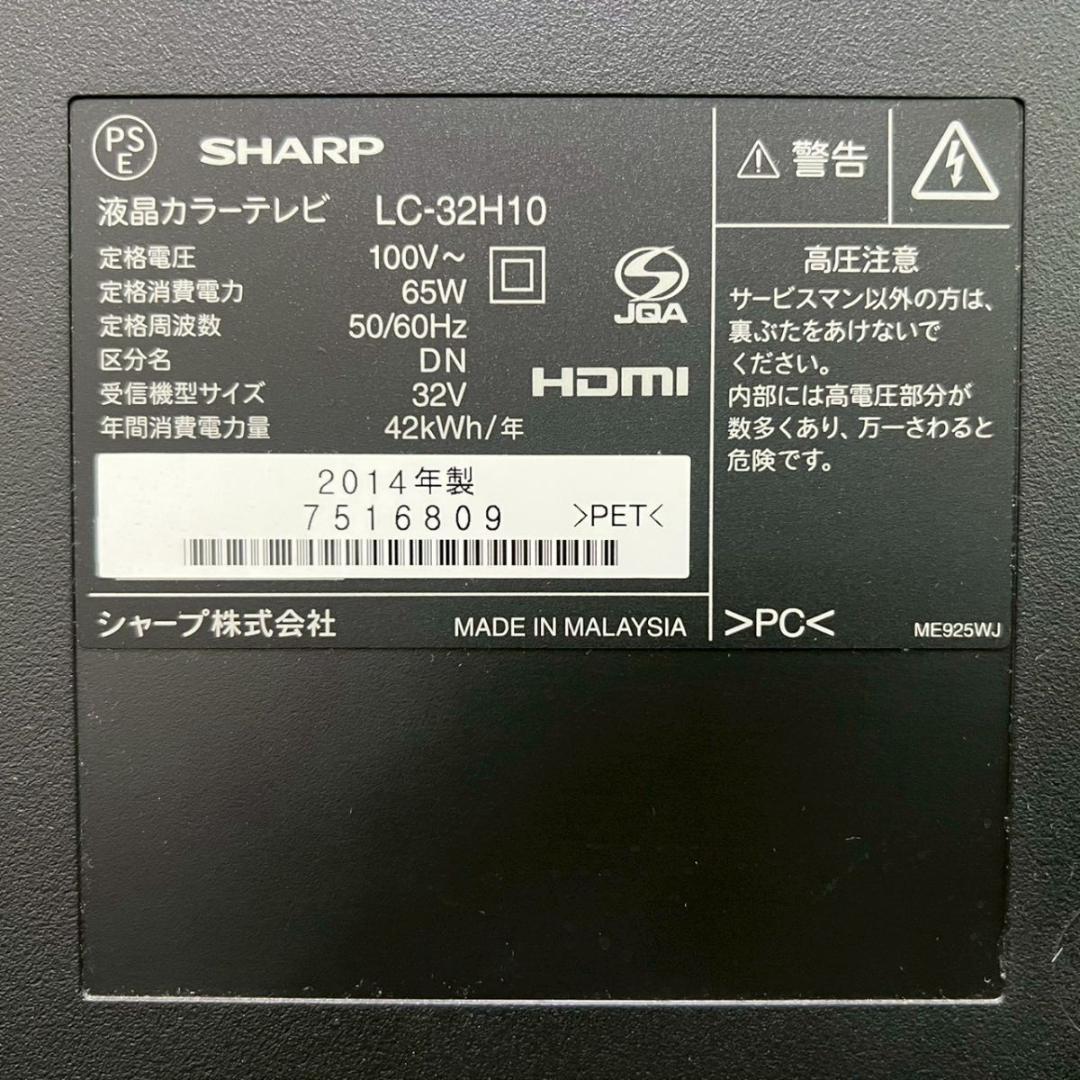 PSE
SHARP
液晶カラーテレビ LC-32H10
定格電圧 100V～
定格消費電力 65W
定格周波数 50/60Hz
区分名 DN
受信機型サイズ 32V
年間消費電力量 42kWh/年
JQA
HDMI
2014年製
7516809 >PET<
シャープ株式会社 MADE IN MALAYSIA
警告
高圧注意
サービスマン以外の方は、
裏ぶたをあけないで
ください。
内部には高電圧部分が
数多くあり、万一さわると
危険です。
>PC< ME925WJ